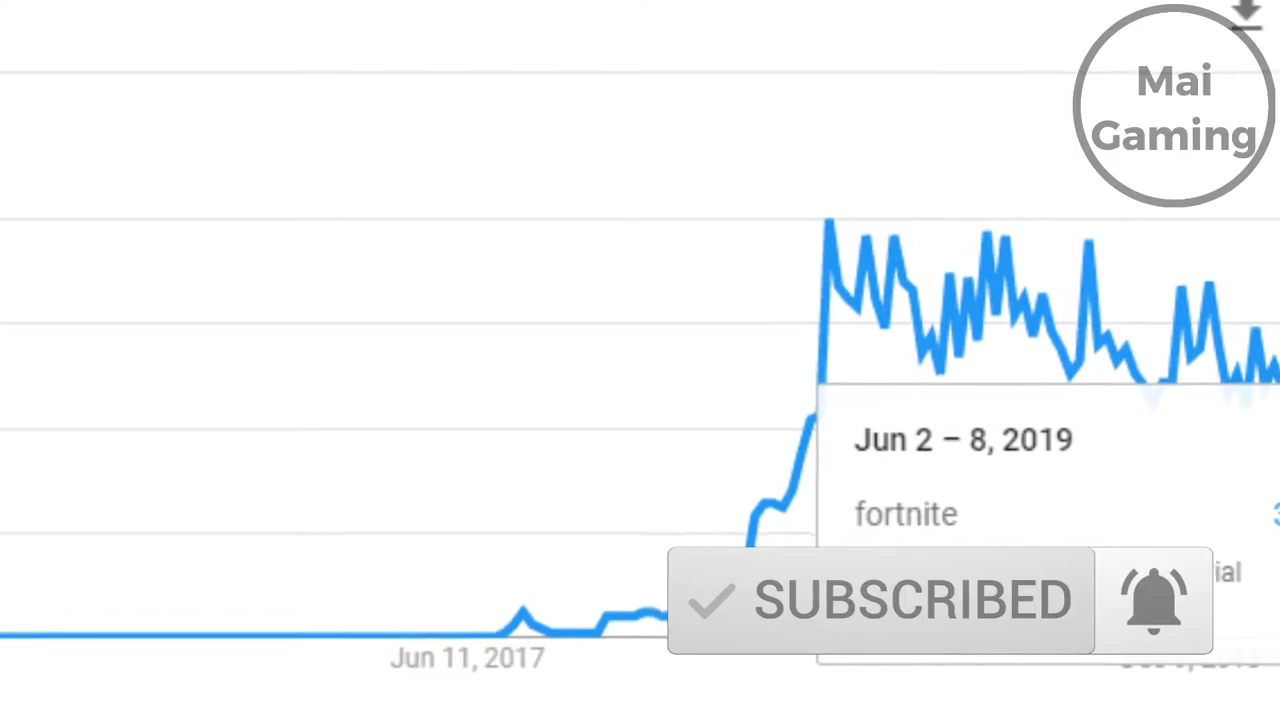 Mai
Gaming
Jun 2 – 8, 2019
fortnite
SUBSCRIBED
Jun 11, 2017